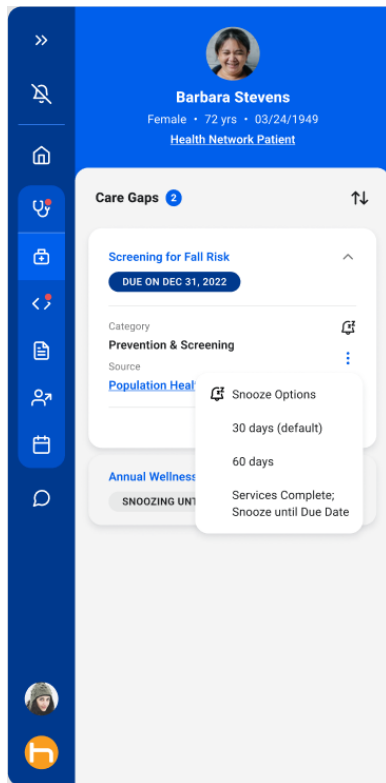 Barbara Stevens
Female • 72 yrs • 03/24/1949
Health Network Patient
Care Gaps 2
Screening for Fall Risk
DUE ON DEC 31, 2022
Category
Prevention & Screening
Source
Population Heal
Snooze Options
30 days (default)
60 days
Services Complete;
Snooze until Due Date
Annual Wellness
SNOOZING UNT